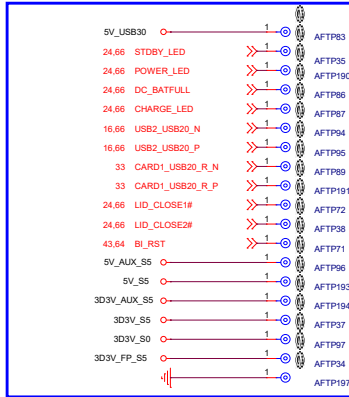 5V_USB30 1 AFTP83
24,66 STDBY_LED 1 AFTP35
24,66 POWER_LED 1 AFTP190
24,66 DC_BATFULL 1 AFTP86
24,66 CHARGE_LED 1 AFTP87
16,66 USB2_USB20_N 1 AFTP94
16,66 USB2_USB20_P 1 AFTP95
33 CARD1_USB20_R_N 1 AFTP89
33 CARD1_USB20_R_P 1 AFTP191
24,66 LID_CLOSE1# 1 AFTP72
24,66 LID_CLOSE2# 1 AFTP38
43,64 BI_RST 1 AFTP71
5V_AUX_S5 1 AFTP96
5V_S5 1 AFTP193
3D3V_AUX_S5 1 AFTP194
3D3V_S5 1 AFTP37
3D3V_S0 1 AFTP97
3D3V_FP_S5 1 AFTP34
1 AFTP197